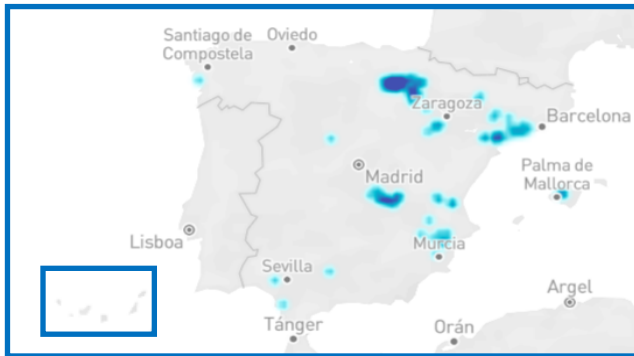 Santiago de
Compostela
Oviedo
Zaragoza
Barcelona
Madrid
Palma de
Mallorca
Lisboa
Murcia
Sevilla
Argel
Tánger
Orán